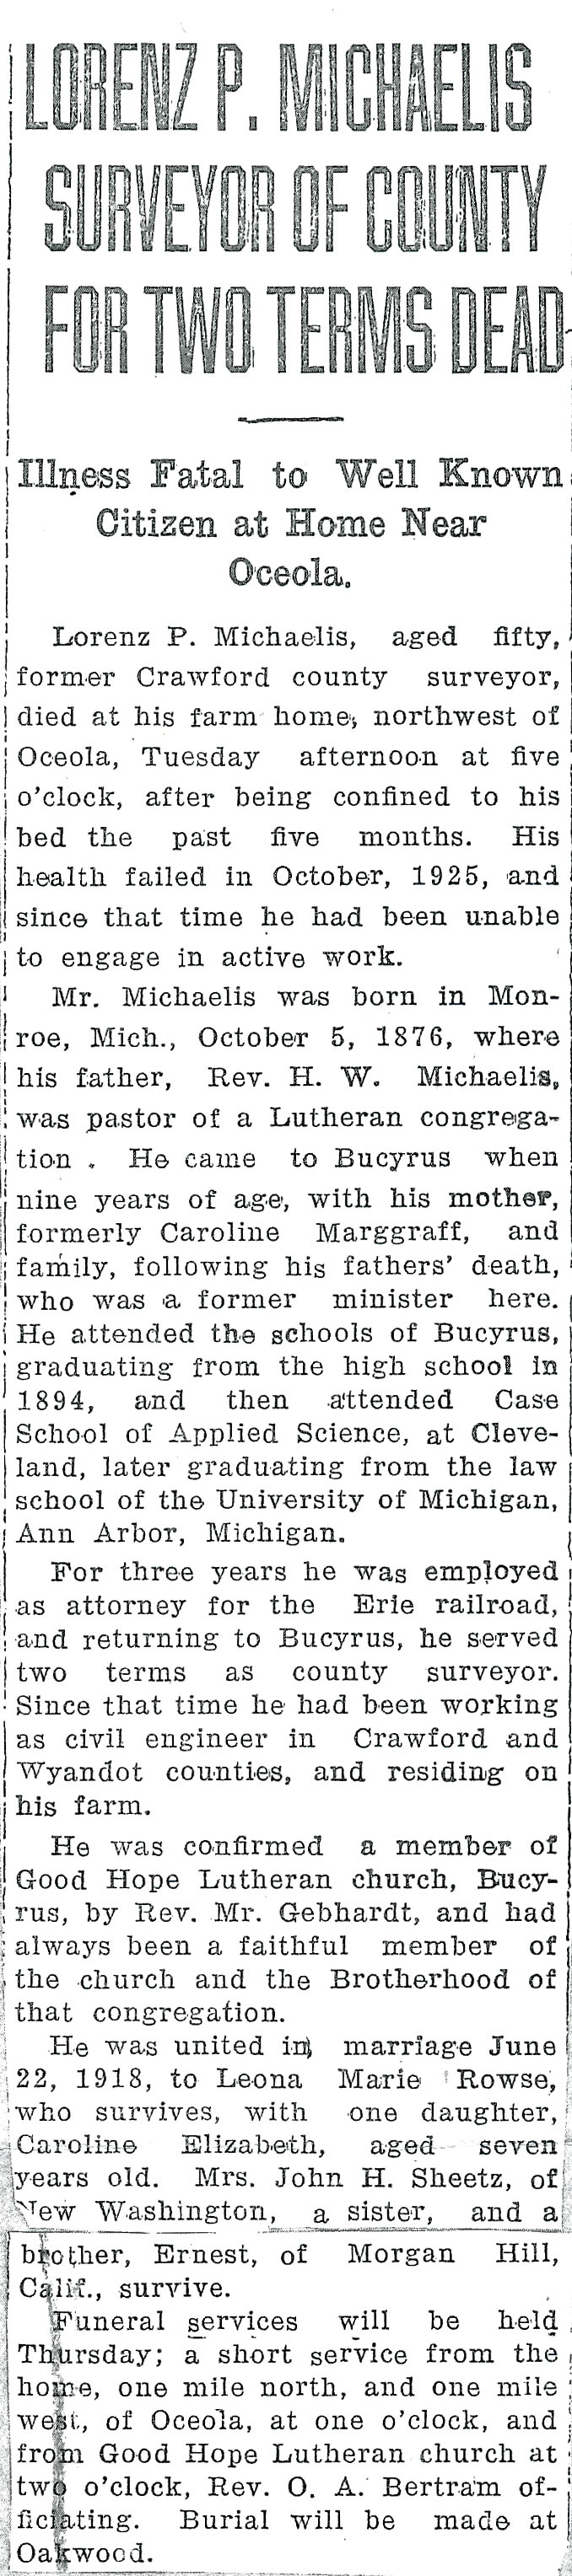 LORENZ P. MICHAELIS
SURVEYOR OF COUNTY
FOR TWO TERMS DEAD
Illness Fatal to Well Known
Citizen at Home Near
Oceola.
Lorenz P. Michaelis, aged fifty,
former Crawford county surveyor,
died at his farm home, northwest of
Oceola, Tuesday afternoon at five
o'clock, after being confined to his
bed the past five months. His
health failed in October, 1925, and
since that time he had been unable
to engage in active work.
Mr. Michaelis was born in Mon-
roe, Mich., October 5, 1876, where
his father, Rev. H. W. Michaelis,
was pastor of a Lutheran congrega-
tion . He came to Bucyrus when
nine years of age, with his mother,
formerly Caroline Marggraff, and
family, following his fathers' death,
who was a former minister here.
He attended the schools of Bucyrus,
graduating from the high school in
1894, and then attended Case
School of Applied Science, at Cleve-
land, later graduating from the law
school of the University of Michigan,
Ann Arbor, Michigan.
For three years he was employed
as attorney for the Erie railroad,
and returning to Bucyrus, he served
two terms as county surveyor.
Since that time he had been working
as civil engineer in Crawford and
Wyandot counties, and residing on
his farm.
He was confirmed a member of
Good Hope Lutheran church, Bucy-
rus, by Rev. Mr. Gebhardt, and had
always been a faithful member of
the church and the Brotherhood of
that congregation.
He was united in marriage June
22, 1918, to Leona Marie Rowse,
who survives, with one daughter,
Caroline Elizabeth, aged seven
years old. Mrs. John H. Sheetz, of
New Washington, a sister, and a
brother, Ernest, of Morgan Hill,
Calif., survive.
Funeral services will be held
Thursday; a short service from the
home, one mile north, and one mile
west, of Oceola, at one o'clock, and
from Good Hope Lutheran church at
two o'clock, Rev. O. A. Bertram of-
ficiating. Burial will be made at
Oakwood.